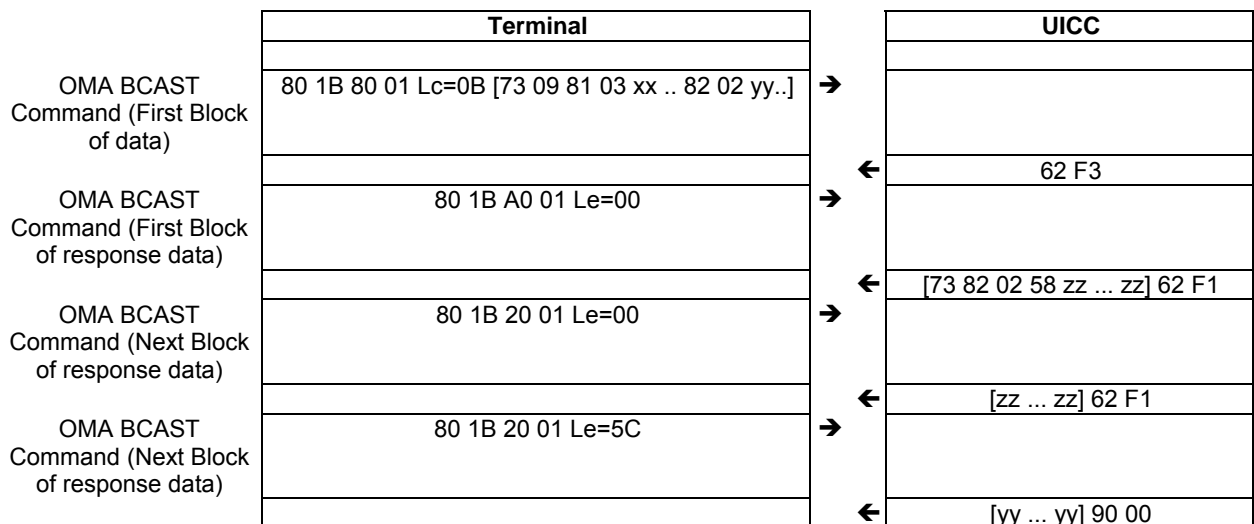 Terminal UICC
OMA BCAST
Command (First Block
of data)
80 1B 80 01 Lc=0B [73 09 81 03 xx .. 82 02 yy..] ➔
🡰 62 F3
OMA BCAST
Command (First Block
of response data)
80 1B A0 01 Le=00 ➔
🡰 [73 82 02 58 zz ... zz] 62 F1
OMA BCAST
Command (Next Block
of response data)
80 1B 20 01 Le=00 ➔
🡰 [zz ... zz] 62 F1
OMA BCAST
Command (Next Block
of response data)
80 1B 20 01 Le=5C ➔
🡰 [yy ... yy] 90 00